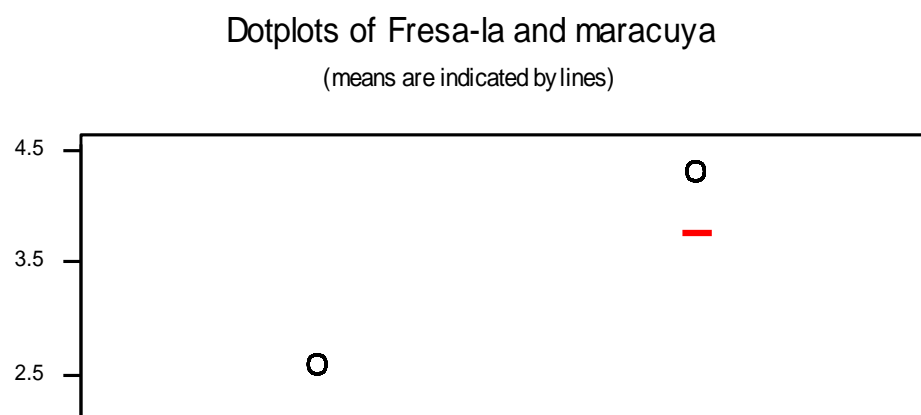 Dotplots of Fresa-la and maracuya
(means are indicated by lines)
4.5
3.5
2.5